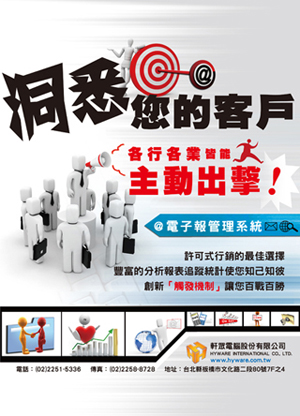 洞悉您的客戶
各行各業皆能
主動出擊!
@電子報管理系統
許可式行銷的最佳選擇
豐富的分析報表追蹤統計使您知己知彼
創新「觸發機制」讓您百戰百勝
軒眾電腦股份有限公司
HYWARE INTERNATIONAL CO., LTD.
www.hyware.com.tw
電話：(02)2251-5336 傳真：(02)2258-8728 地址：台北縣板橋市文化路二段80號7F之4